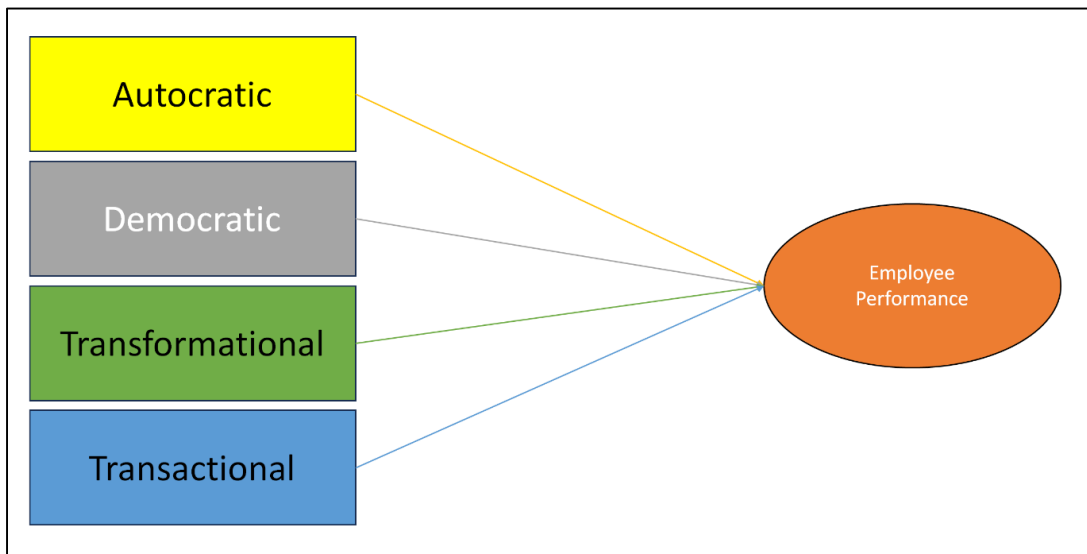 Autocratic
Democratic
Transformational
Transactional
Employee
Performance